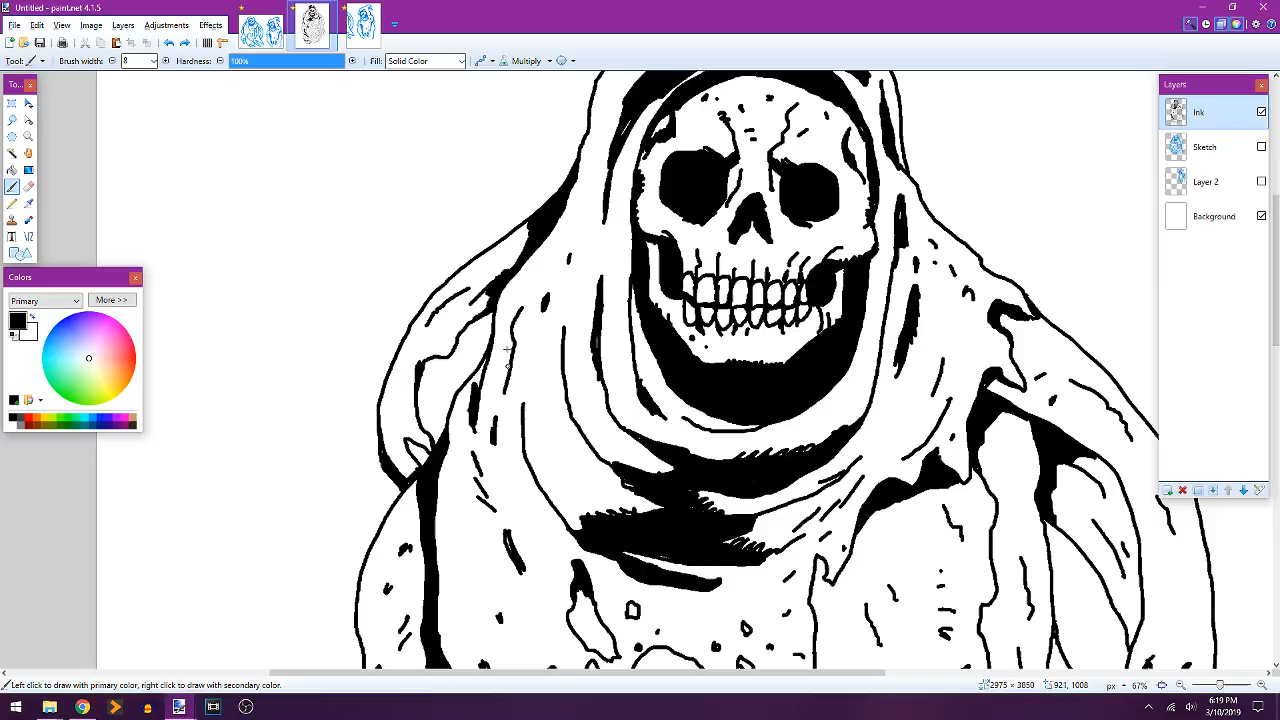 Untitled - paint.net 4.1.5
File Edit View Image Layers Adjustments Effects
Tool: Brush width: 8 Hardness: 100% Fill: Solid Color Multiply
To...
Layers
Ink
Sketch
Layer 2
Background
Colors
Primary More >>
Left click to draw with primary color, right click to draw with secondary color.
2975 × 3850 921, 1008 px 67%
6:19 PM
3/10/2019